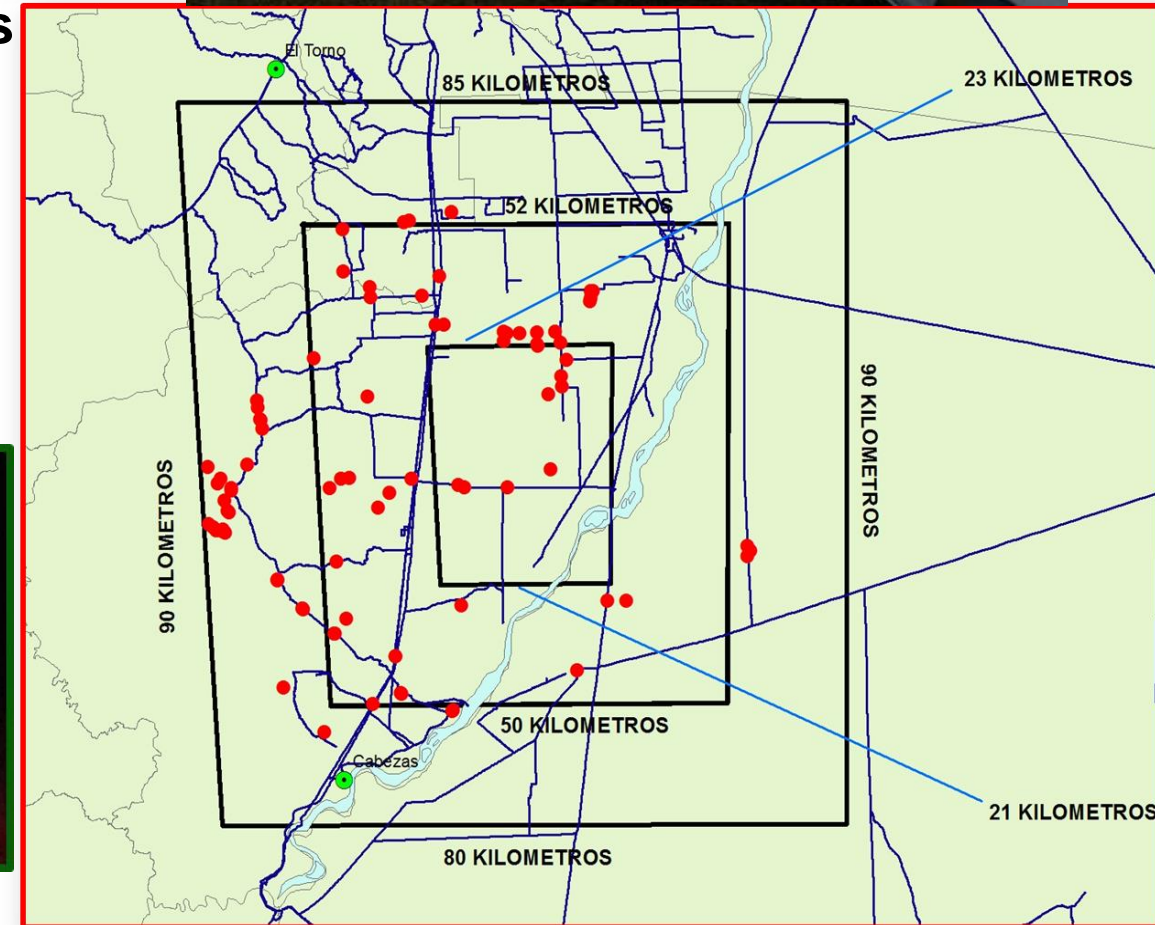 s
El Torno
85 KILOMETROS
23 KILOMETROS
52 KILOMETROS
90 KILOMETROS
90 KILOMETROS
50 KILOMETROS
Cabezas
21 KILOMETROS
80 KILOMETROS